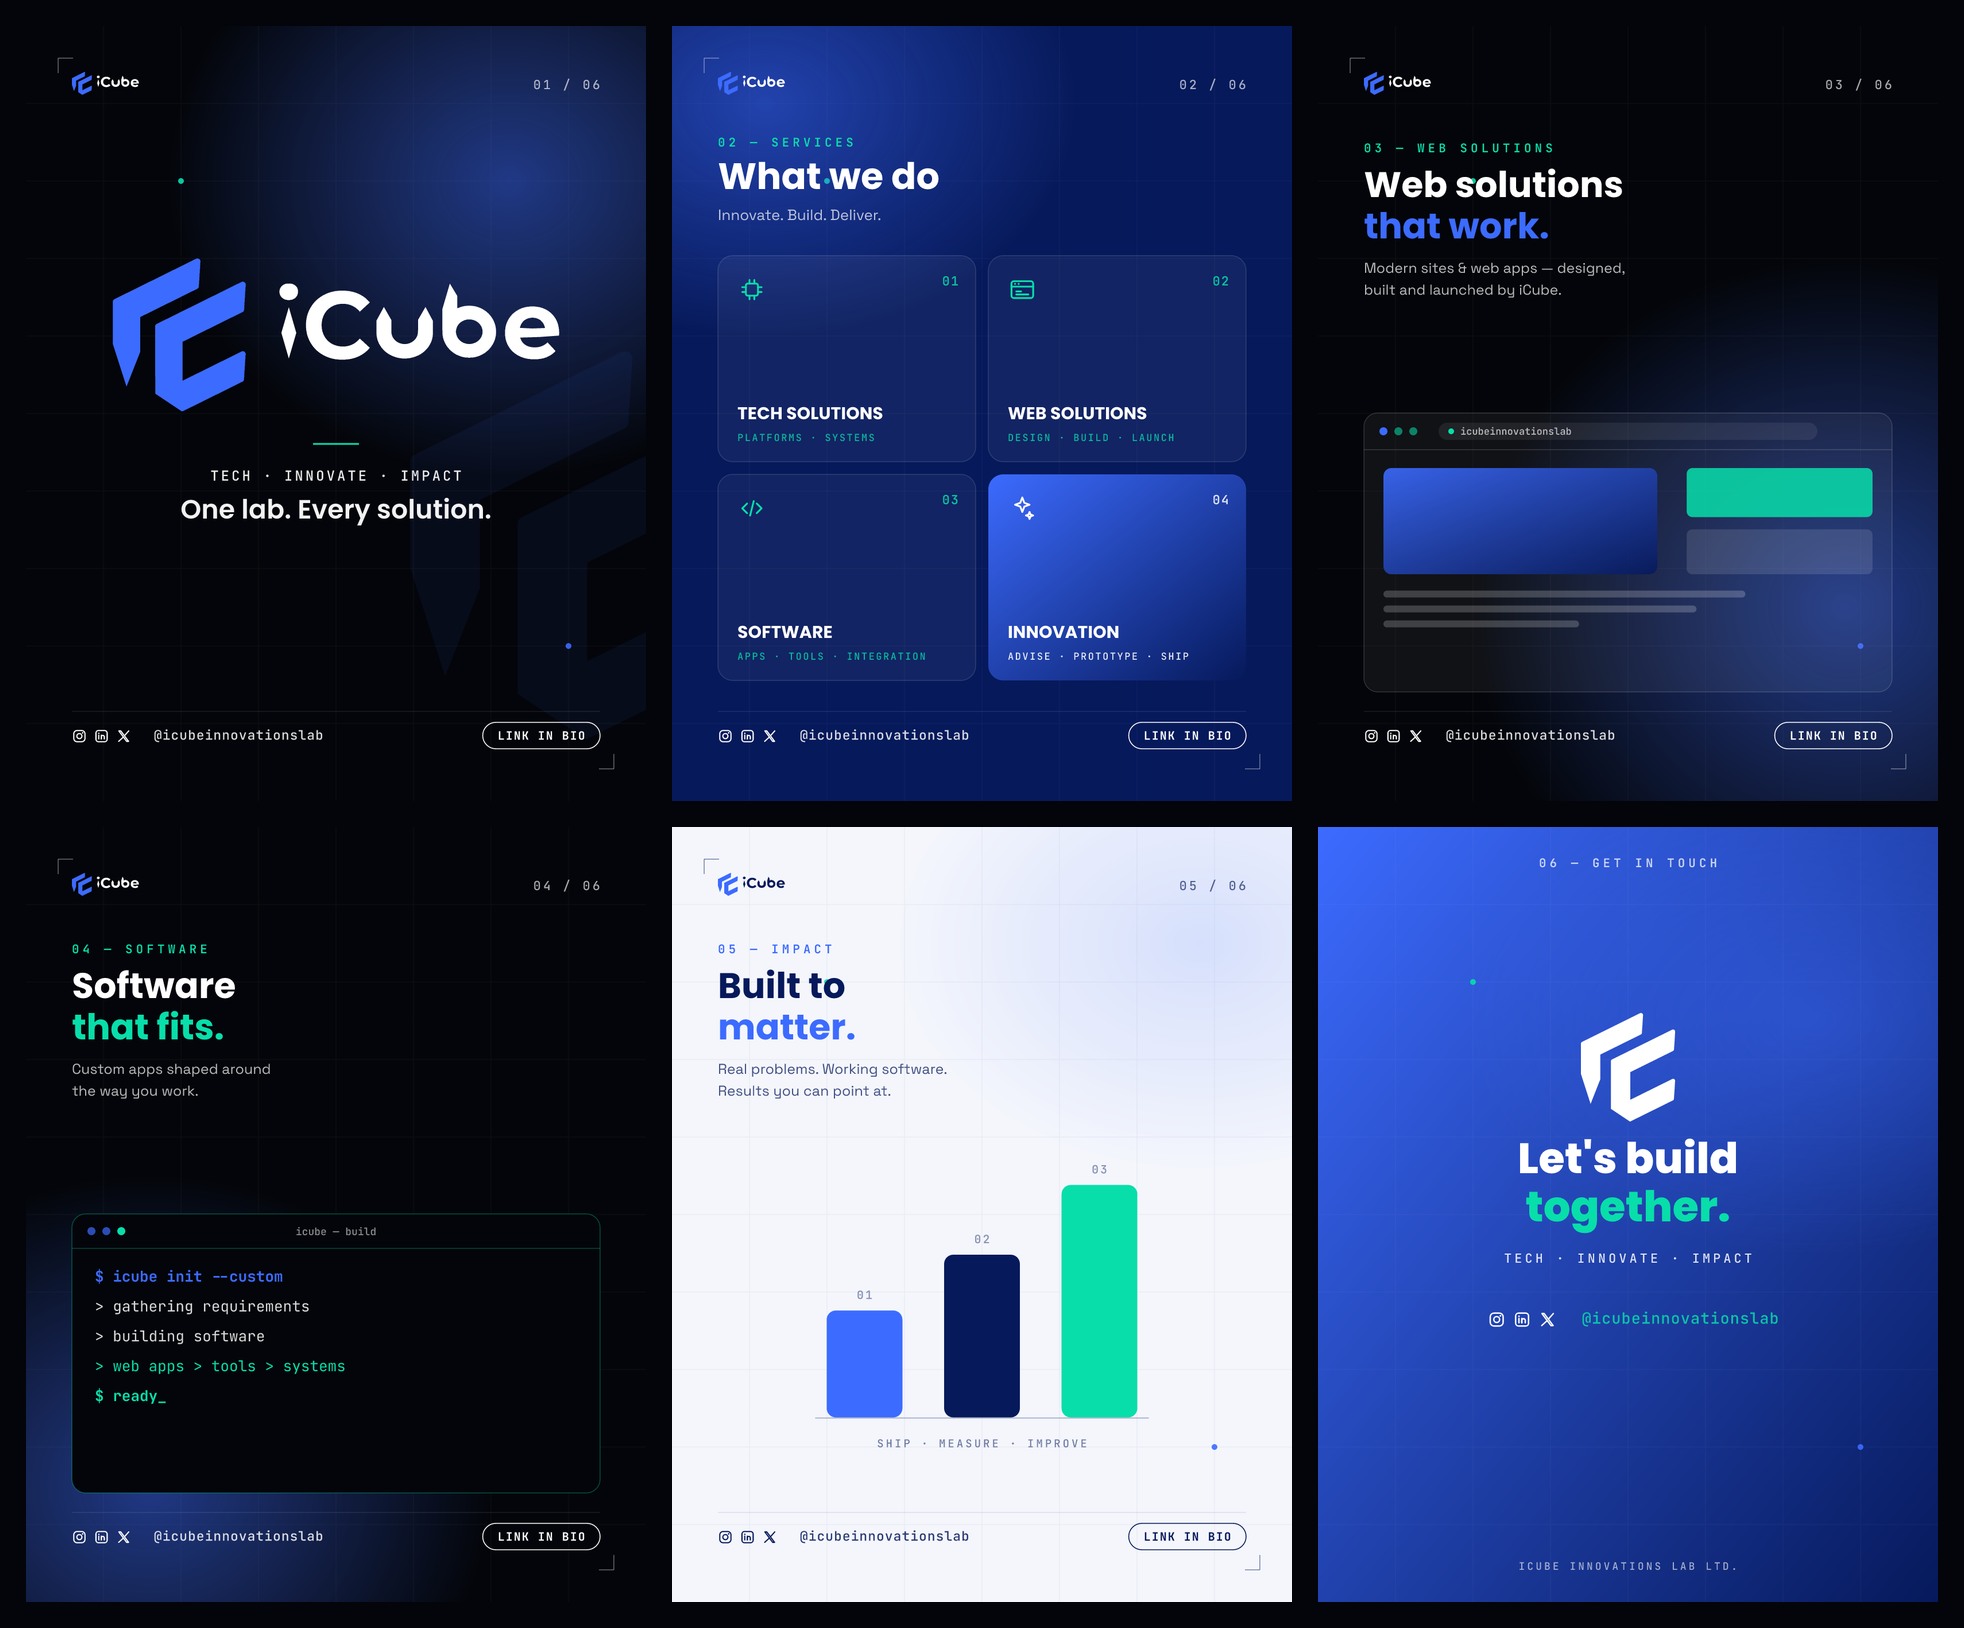 iCube
01 / 06
iCube
TECH · INNOVATE · IMPACT
One lab. Every solution.
@icubeinnovationslab
LINK IN BIO
iCube
02 / 06
02 — SERVICES
What we do
Innovate. Build. Deliver.
01
TECH SOLUTIONS
PLATFORMS · SYSTEMS
02
WEB SOLUTIONS
DESIGN · BUILD · LAUNCH
03
SOFTWARE
APPS · TOOLS · INTEGRATION
04
INNOVATION
ADVISE · PROTOTYPE · SHIP
@icubeinnovationslab
LINK IN BIO
iCube
03 / 06
03 — WEB SOLUTIONS
Web solutions
that work.
Modern sites & web apps — designed,
built and launched by iCube.
icubeinnovationslab
@icubeinnovationslab
LINK IN BIO
iCube
04 / 06
04 — SOFTWARE
Software
that fits.
Custom apps shaped around
the way you work.
icube — build
$ icube init --custom
> gathering requirements
> building software
> web apps > tools > systems
$ ready_
@icubeinnovationslab
LINK IN BIO
iCube
05 / 06
05 — IMPACT
Built to
matter.
Real problems. Working software.
Results you can point at.
01
02
03
SHIP · MEASURE · IMPROVE
@icubeinnovationslab
LINK IN BIO
06 — GET IN TOUCH
Let's build
together.
TECH · INNOVATE · IMPACT
@icubeinnovationslab
ICUBE INNOVATIONS LAB LTD.